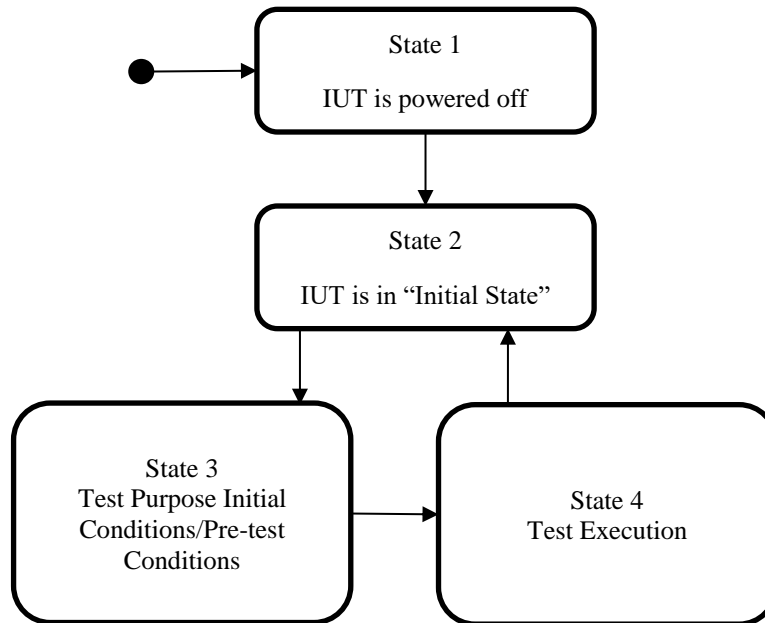 State 1
IUT is powered off
State 2
IUT is in “Initial State”
State 3
Test Purpose Initial
Conditions/Pre-test
Conditions
State 4
Test Execution